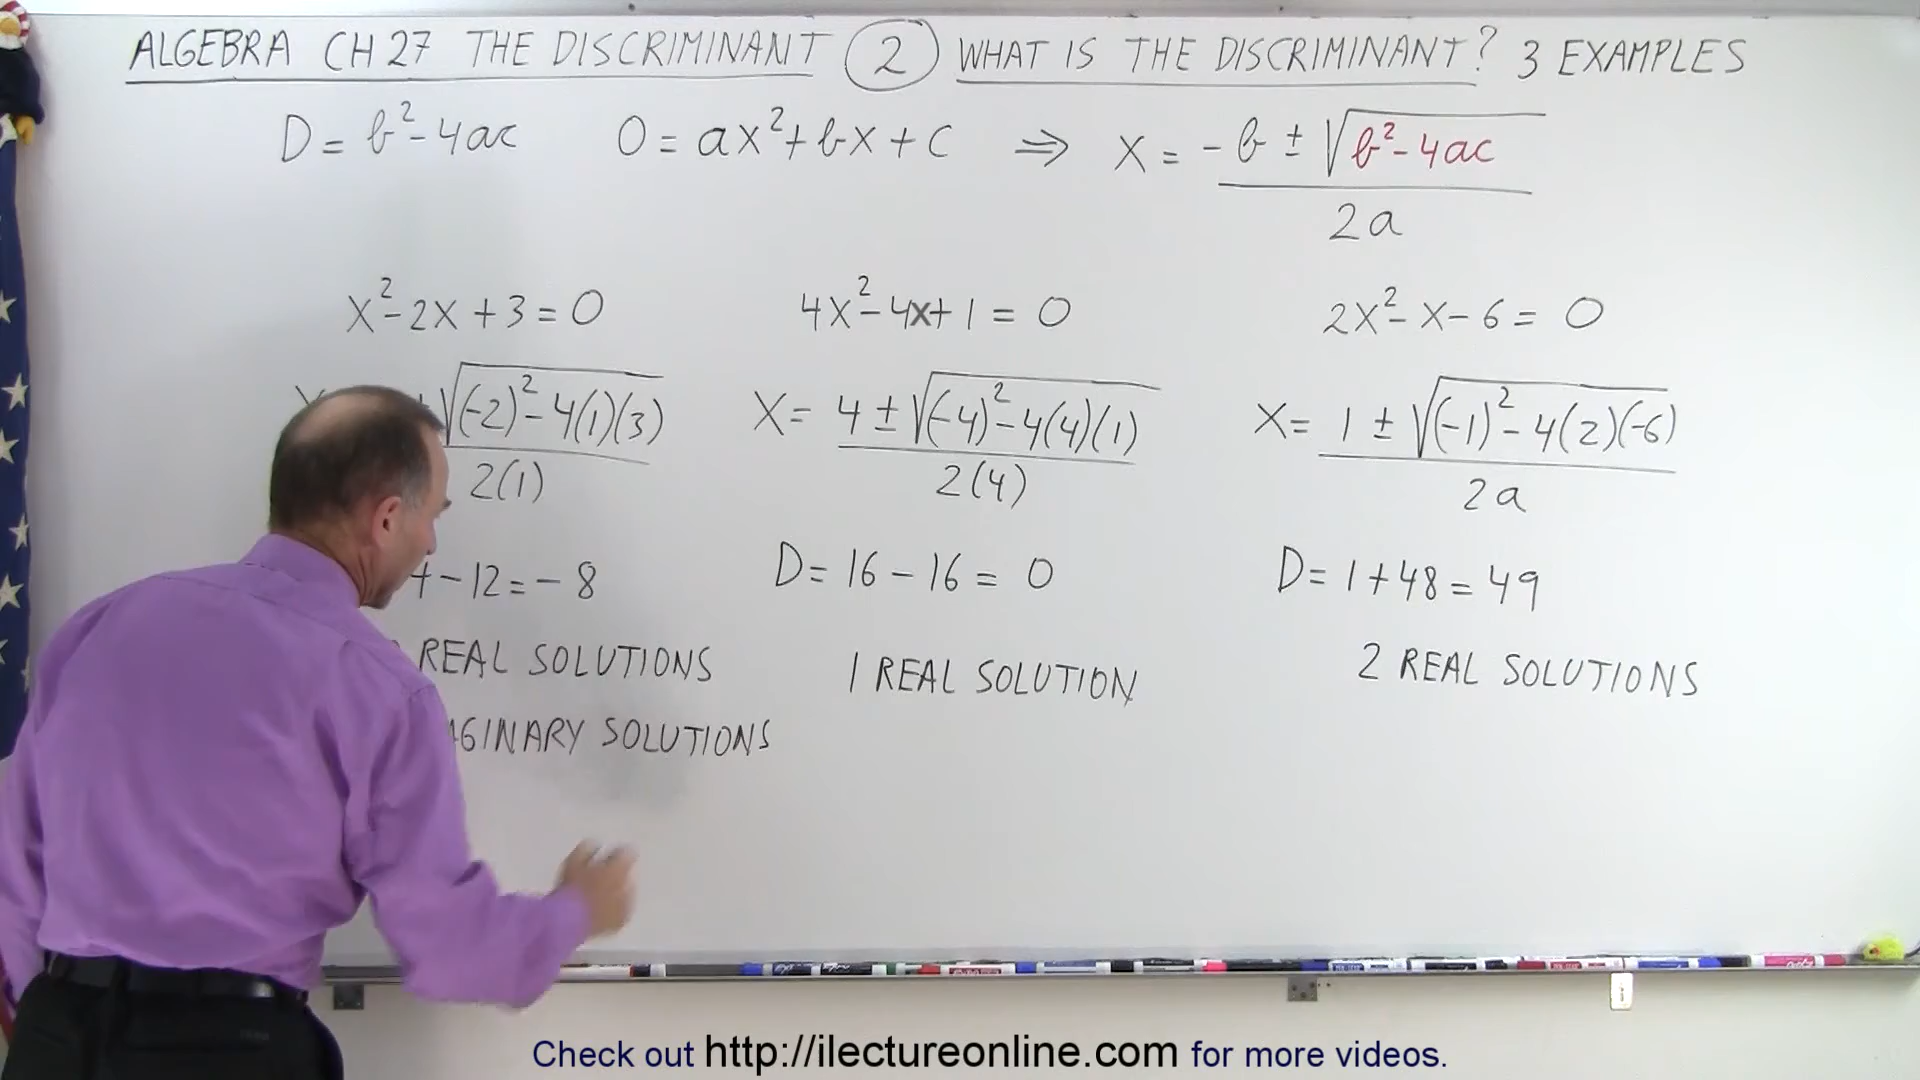 ALGEBRA CH 27 THE DISCRIMINANT 2 WHAT IS THE DISCRIMINANT? 3 EXAMPLES
D = b² - 4ac 0 = ax² + bx + c ⇒ x = -b ± √b² - 4ac
2a
x² - 2x + 3 = 0 4x² - 4x + 1 = 0 2x² - x - 6 = 0
√(-2)² - 4(1)(3) x = 4 ± √(-4)² - 4(4)(1) x = 1 ± √(-1)² - 4(2)(-6)
2(1) 2(4) 2a
- 12 = - 8 D = 16 - 16 = 0 D = 1 + 48 = 49
REAL SOLUTIONS 1 REAL SOLUTION 2 REAL SOLUTIONS
AGINARY SOLUTIONS
Check out http://ilectureonline.com for more videos.